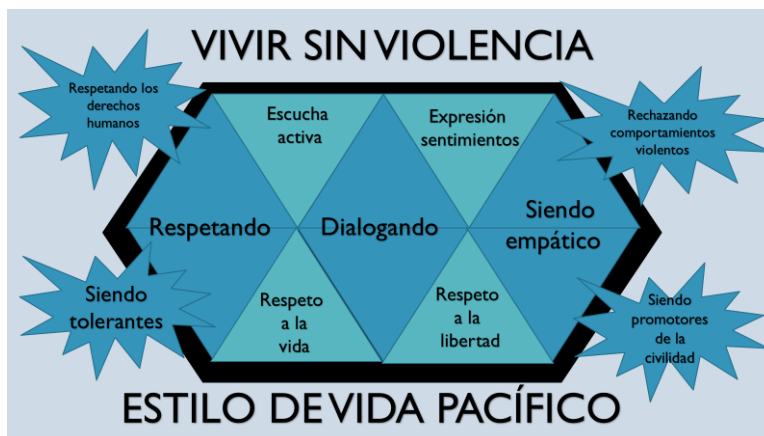 VIVIR SIN VIOLENCIA
Respetando los
derechos
humanos
Escucha
activa
Expresión
sentimientos
Rechazando
comportamientos
violentos
Respetando
Dialogando
Siendo
empático
Siendo
tolerantes
Respeto
a la
vida
Respeto
a la
libertad
Siendo
promotores
de la
civilidad
ESTILO DE VIDA PACÍFICO